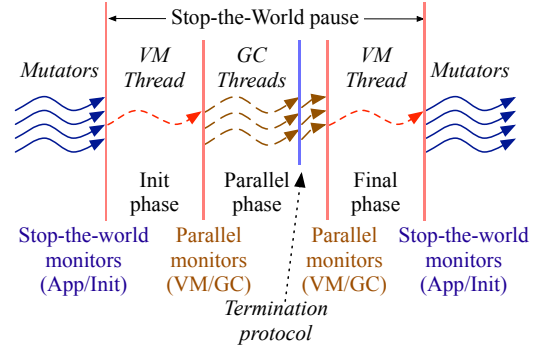 Stop-the-World pause
Mutators
VM
Thread
GC
Threads
VM
Thread
Mutators
Init
phase
Parallel
phase
Final
phase
Stop-the-world
monitors
(App/Init)
Parallel
monitors
(VM/GC)
Parallel
monitors
(VM/GC)
Stop-the-world
monitors
(App/Init)
Termination
protocol